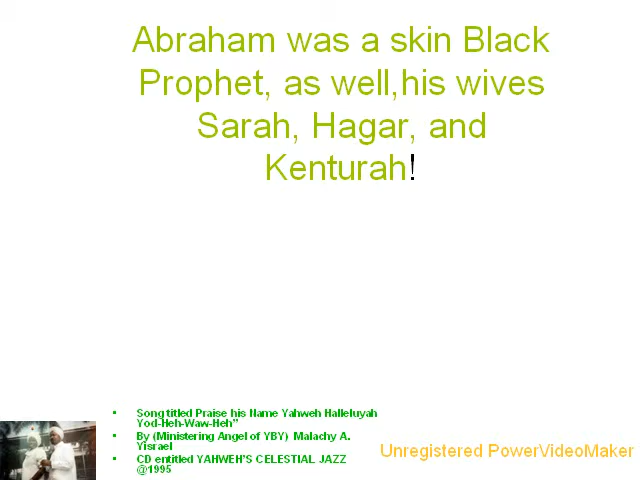 Abraham was a skin Black
Prophet, as well,his wives
Sarah, Hagar, and
Kenturah!
• Song titled Praise his Name Yahweh Halleluyah
Yod-Heh-Waw-Heh"
• By (Ministering Angel of YBY) Malachy A.
Yisrael
• CD entitled YAHWEH'S CELESTIAL JAZZ
@1995
Unregistered PowerVideoMaker